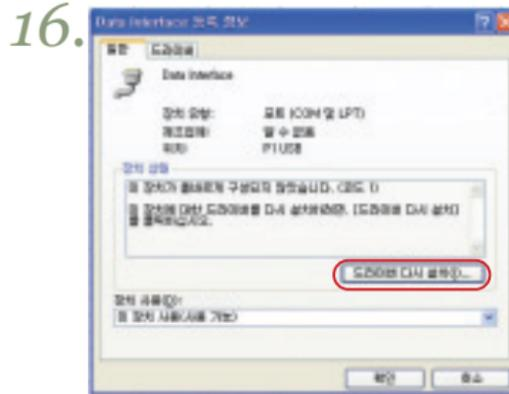 16.
Data Interface 등록 정보
일반 드라이버
Data Interface
장치 유형: 포트 (COM 및 LPT)
제조업체: 알 수 없음
위치: P1 USB
장치 상태
이 장치가 올바르게 구성되지 않았습니다. (코드 1)
이 장치에 대한 드라이버를 다시 설치하려면, [드라이버 다시 설치]
를 클릭하십시오.
드라이버 다시 설치(I)...
장치 사용(D):
이 장치 사용(사용 가능)
확인 취소